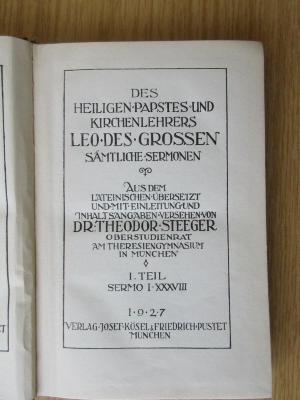 DES
HEILIGEN·PAPSTES·UND
KIRCHENLEHRERS
LEO·DES·GROSSEN
SÄMTLICHE·SERMONEN
AUS DEM
LATEINISCHEN·ÜBERSETZT
UND·MIT·EINLEITUNG·UND
INHALTSANGABEN·VERSEHEN·VON
DR·THEODOR·STEEGER
OBERSTUDIENRAT
AM THERESIENGYMNASIUM
IN MÜNCHEN
I. TEIL
SERMO I-XXXVIII
1·9·2·7
VERLAG·JOSEF·KÖSEL & FRIEDRICH·PUSTET
MÜNCHEN